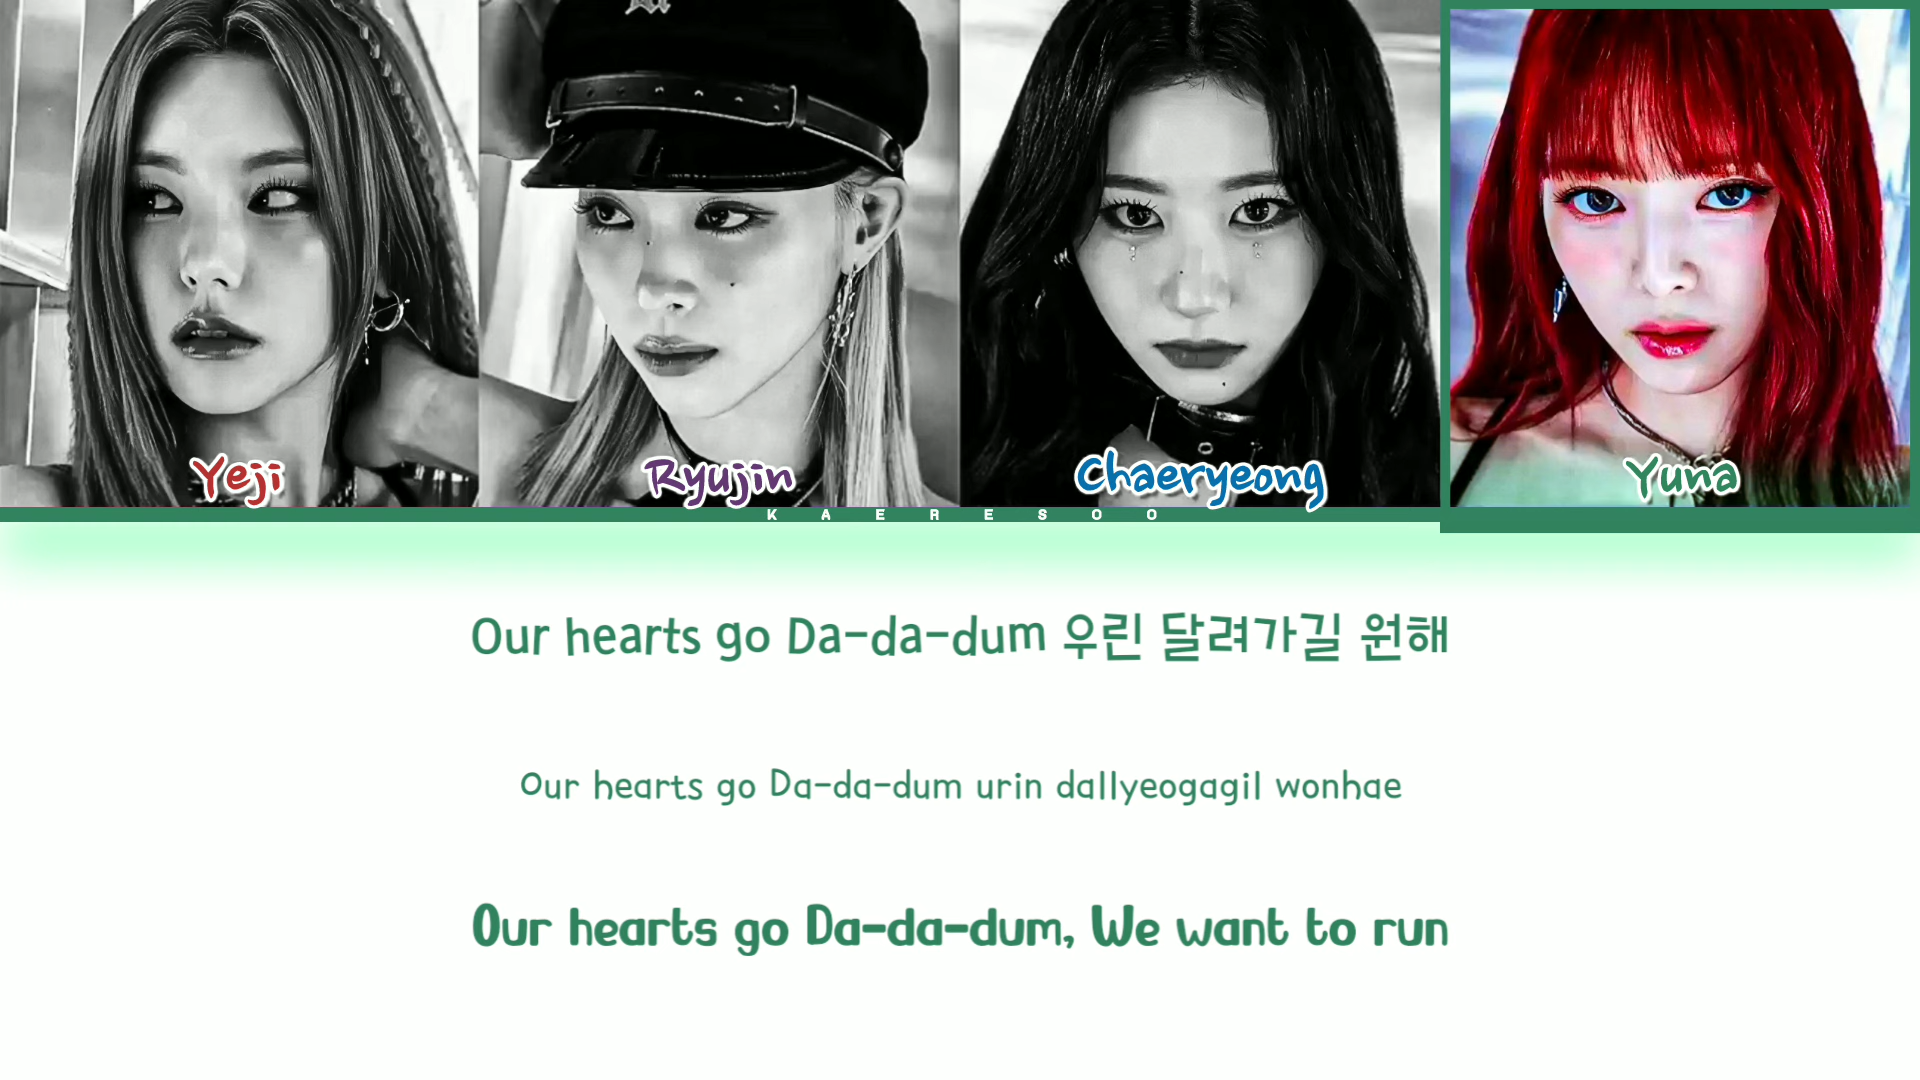 Yeji
Ryujin
Chaeryeong
Yuna
KAERESOO
Our hearts go Da-da-dum 우린 달려가길 원해
Our hearts go Da-da-dum urin dallyeogagil wonhae
Our hearts go Da-da-dum, We want to run